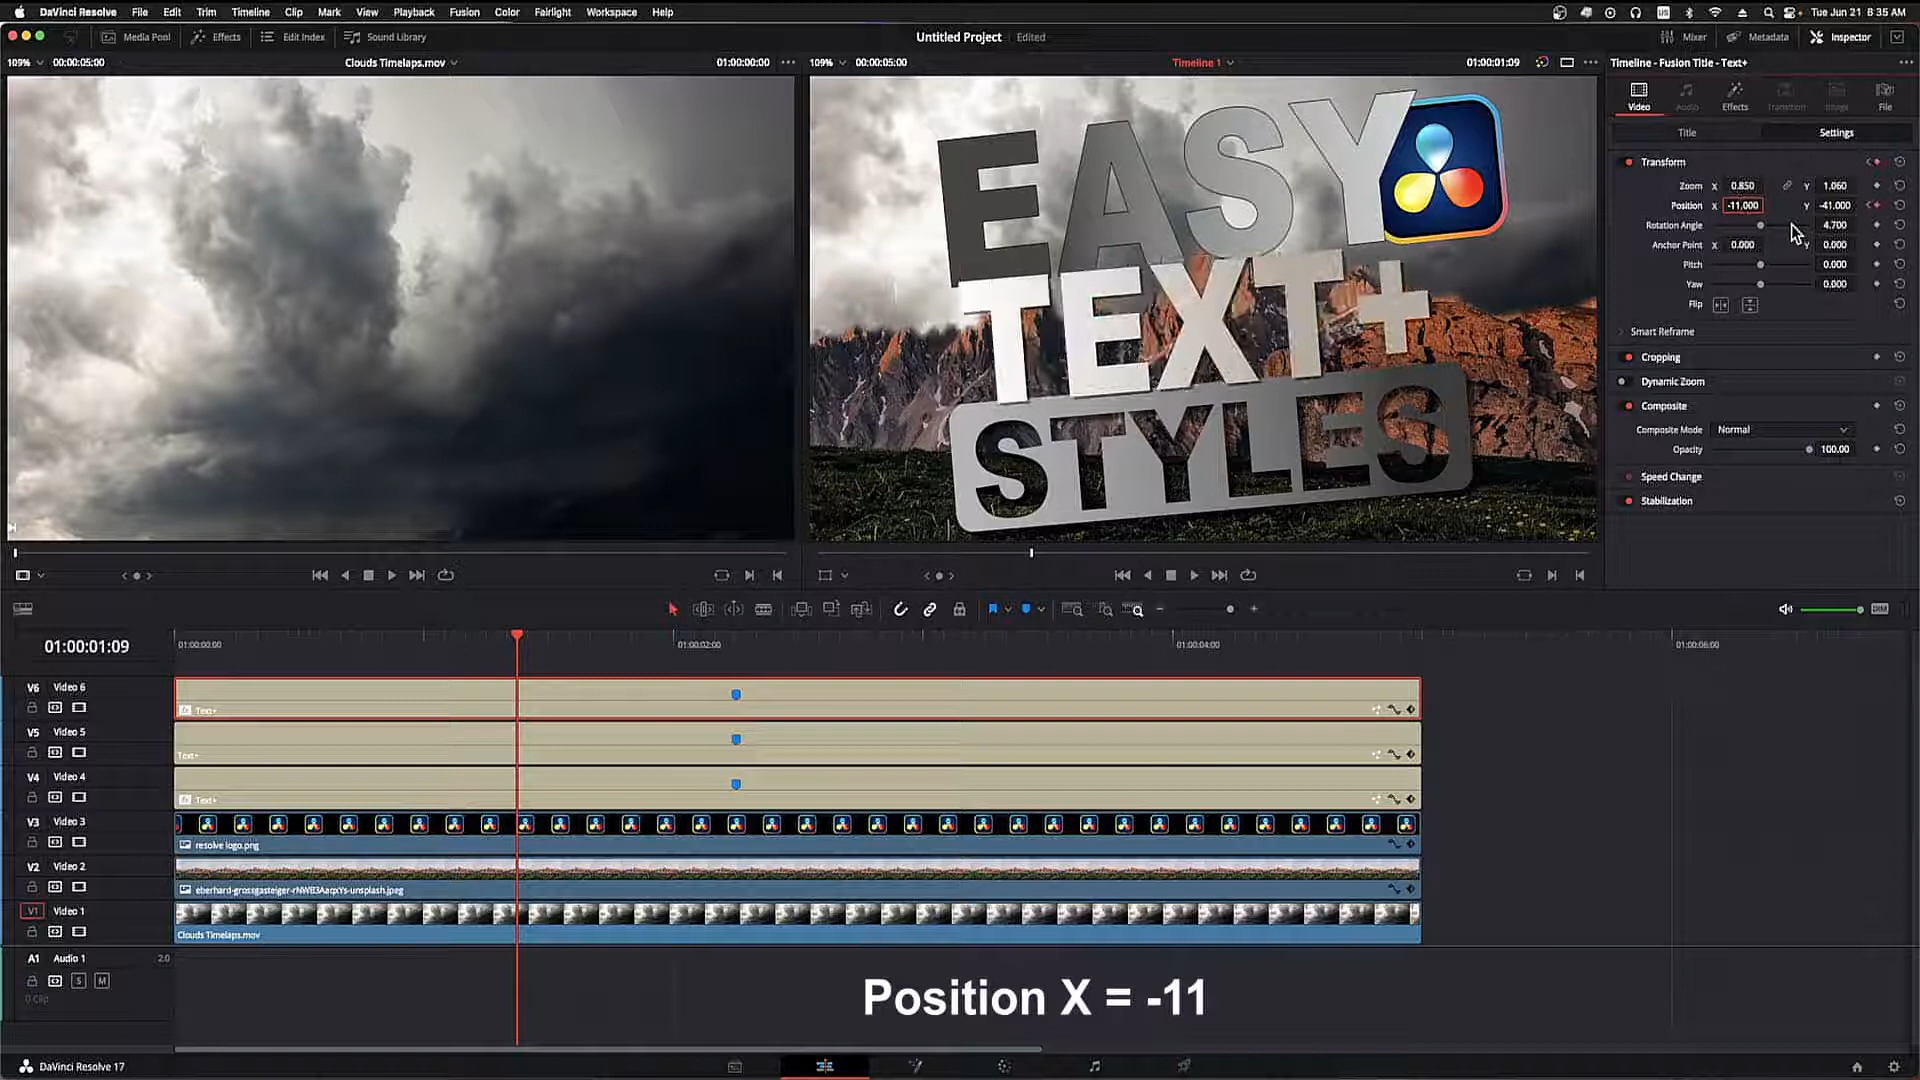 DaVinci Resolve File Edit Trim Timeline Clip Mark View Playback Fusion Color Fairlight Workspace Help
Tue Jun 21 8:35 AM
Media Pool Effects Edit Index Sound Library
Untitled Project Edited
Mixer Metadata Inspector
109% 00:00:05:00 Clouds Timelaps.mov 01:00:00:00
109% 00:00:05:00 Timeline 1 01:00:01:09
Timeline - Fusion Title - Text+
Video Audio Effects Transition Image File
Title Settings
Transform
Zoom X 0.850 Y 1.060
Position X -11.000 Y -41.000
Rotation Angle 4.700
Anchor Point X 0.000 Y 0.000
Pitch 0.000
Yaw 0.000
Flip
Smart Reframe
Cropping
Dynamic Zoom
Composite
Composite Mode Normal
Opacity 100.00
Speed Change
Stabilization
EASY
TEXT+
STYLES
DIM
01:00:01:09
01:00:00:00 01:00:02:00 01:00:04:00 01:00:06:00
V6 Video 6
Text+
V5 Video 5
Text+
V4 Video 4
Text+
V3 Video 3
resolve logo.png
V2 Video 2
V1 Video 1
Clouds Timelaps.mov
A1 Audio 1 2.0
S M
0 Clip
Position X = -11
DaVinci Resolve 17